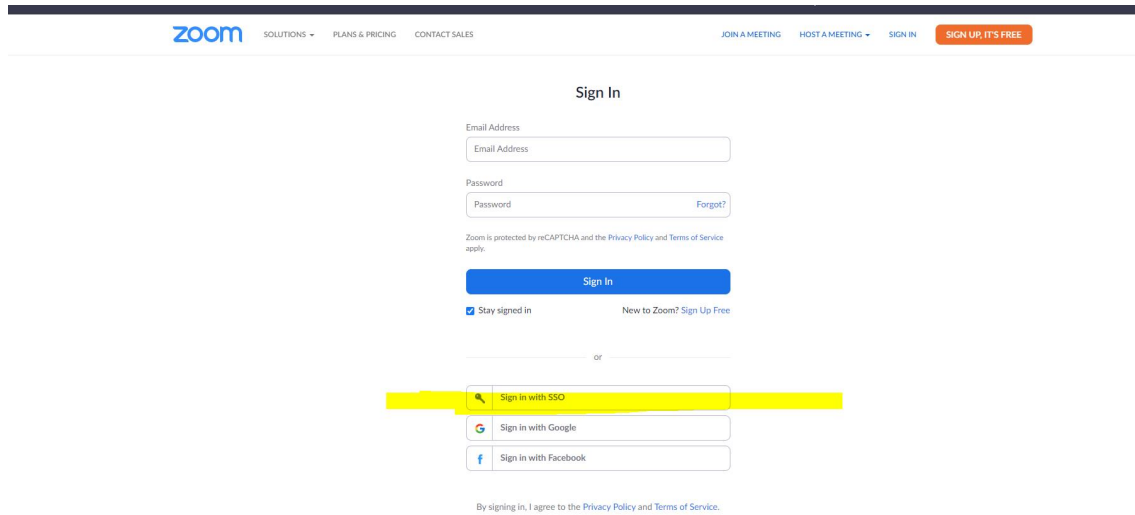 zoom SOLUTIONS PLANS & PRICING CONTACT SALES JOIN A MEETING HOST A MEETING SIGN IN SIGN UP, IT'S FREE
Sign In
Email Address
Email Address
Password
Password Forgot?
Zoom is protected by reCAPTCHA and the Privacy Policy and Terms of Service
apply.
Sign In
Stay signed in New to Zoom? Sign Up Free
or
Sign in with SSO
Sign in with Google
Sign in with Facebook
By signing in, I agree to the Privacy Policy and Terms of Service.